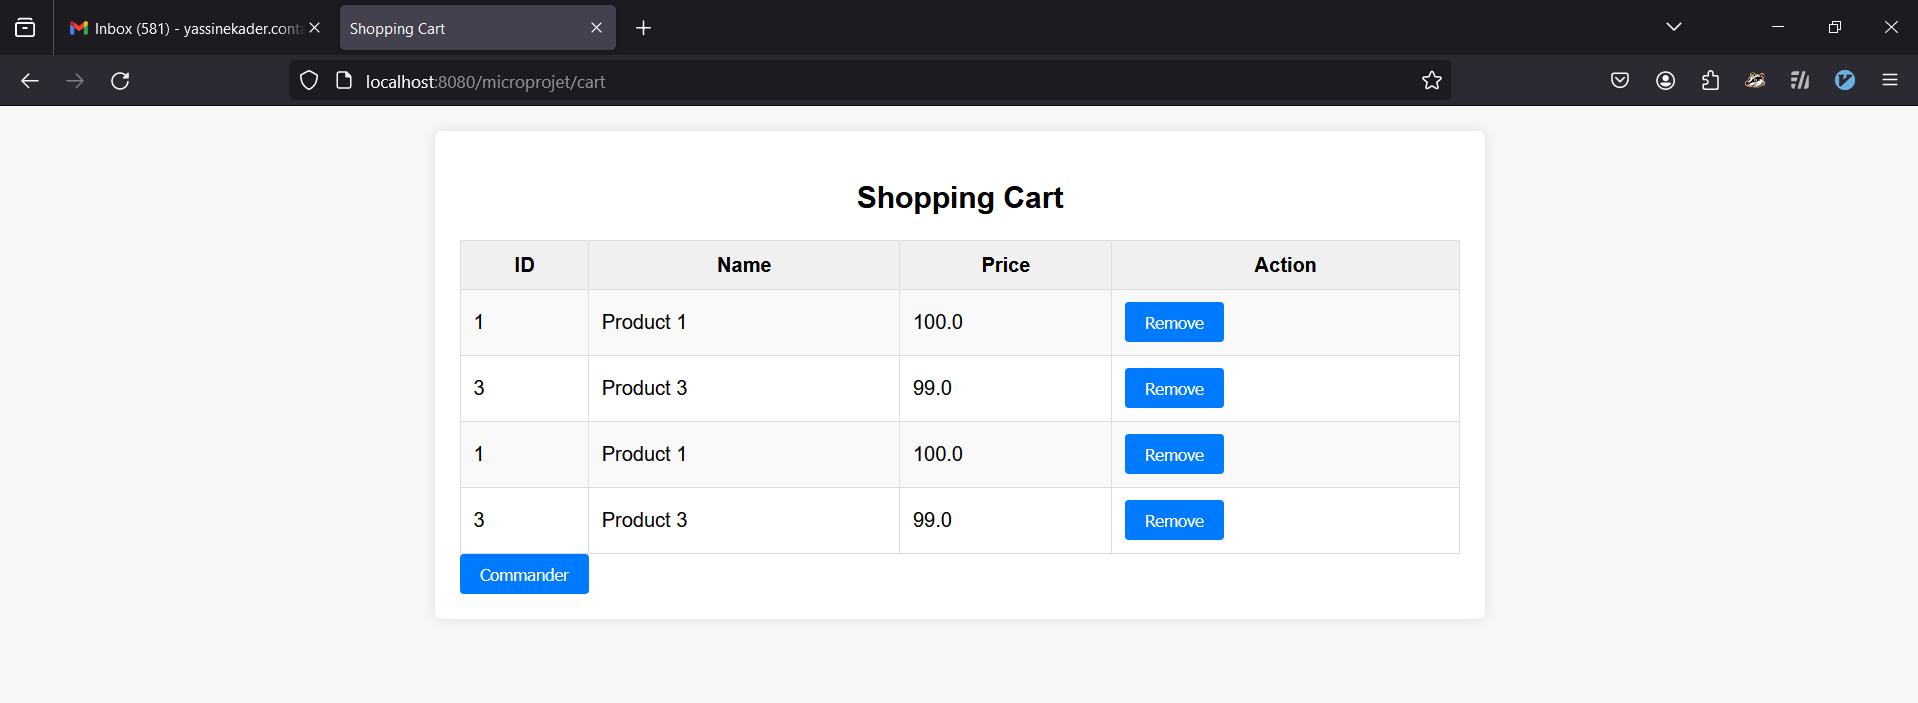 Inbox (581) - yassinekader.conta
Shopping Cart
localhost:8080/microprojet/cart
Shopping Cart
ID Name Price Action
1 Product 1 100.0 Remove
3 Product 3 99.0 Remove
1 Product 1 100.0 Remove
3 Product 3 99.0 Remove
Commander